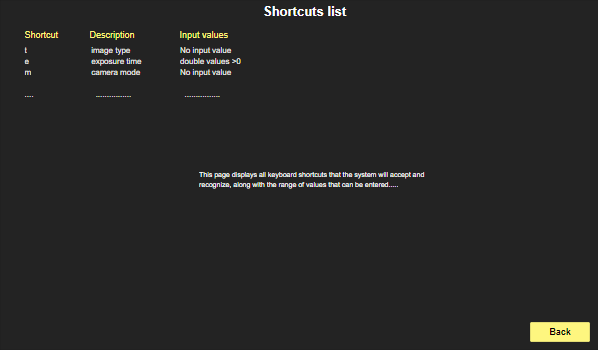 Shortcuts list
Shortcut Description Input values
t image type No input value
e exposure time double values >0
m camera mode No input value
.... ................ ................
This page displays all keyboard shortcuts that the system will accept and
recognize, along with the range of values that can be entered.....
Back